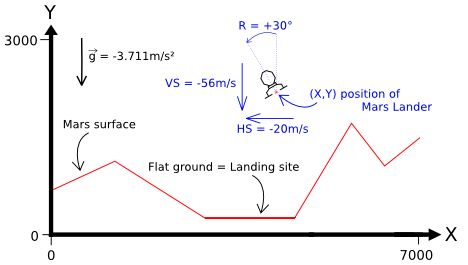 Y
R = +30°
3000
g = -3.711m/s²
VS = -56m/s
(X,Y) position of
Mars Lander
HS = -20m/s
Mars surface
Flat ground = Landing site
0
X
0
7000